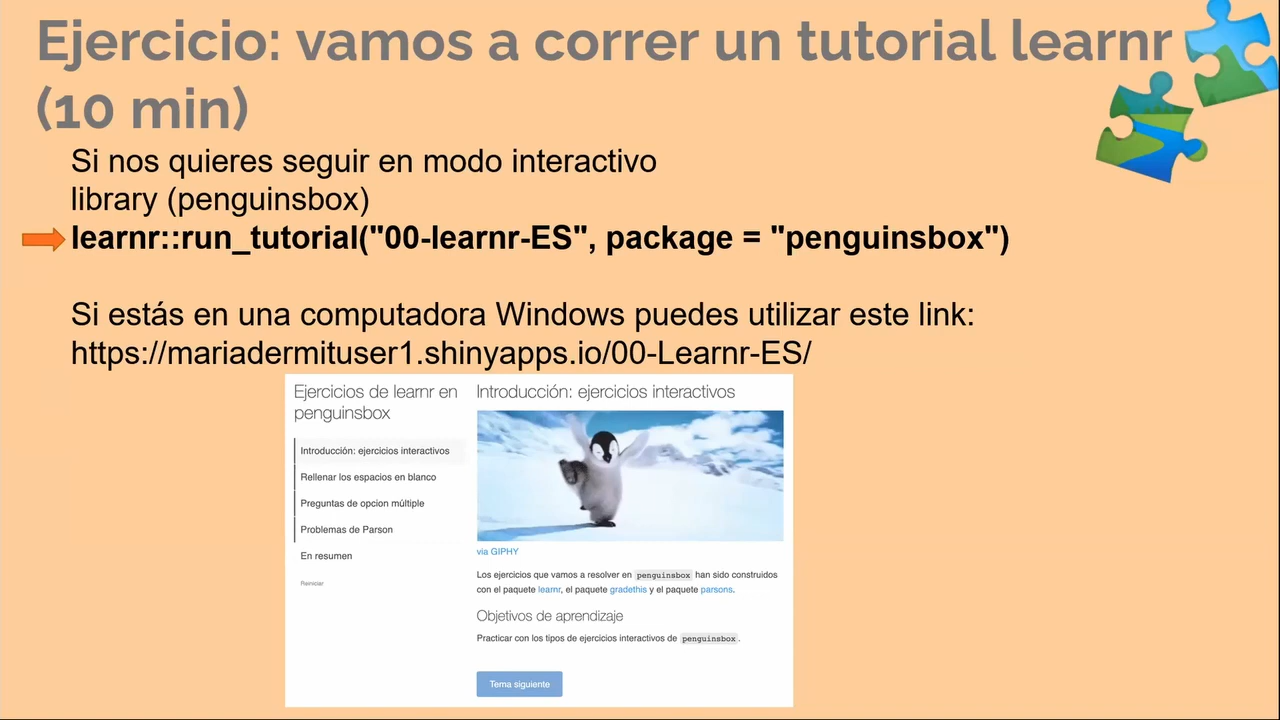 Ejercicio: vamos a correr un tutorial learnr
(10 min)
Si nos quieres seguir en modo interactivo
library (penguinsbox)
learnr::run_tutorial("00-learnr-ES", package = "penguinsbox")
Si estás en una computadora Windows puedes utilizar este link:
https://mariadermituser1.shinyapps.io/00-Learnr-ES/
Ejercicios de learnr en
penguinsbox
Introducción: ejercicios interactivos
Rellenar los espacios en blanco
Preguntas de opcion múltiple
Problemas de Parson
En resumen
Reiniciar
Introducción: ejercicios interactivos
via GIPHY
Los ejercicios que vamos a resolver en penguinsbox han sido construidos
con el paquete learnr, el paquete gradethis y el paquete parsons.
Objetivos de aprendizaje
Practicar con los tipos de ejercicios interactivos de penguinsbox.
Tema siguiente